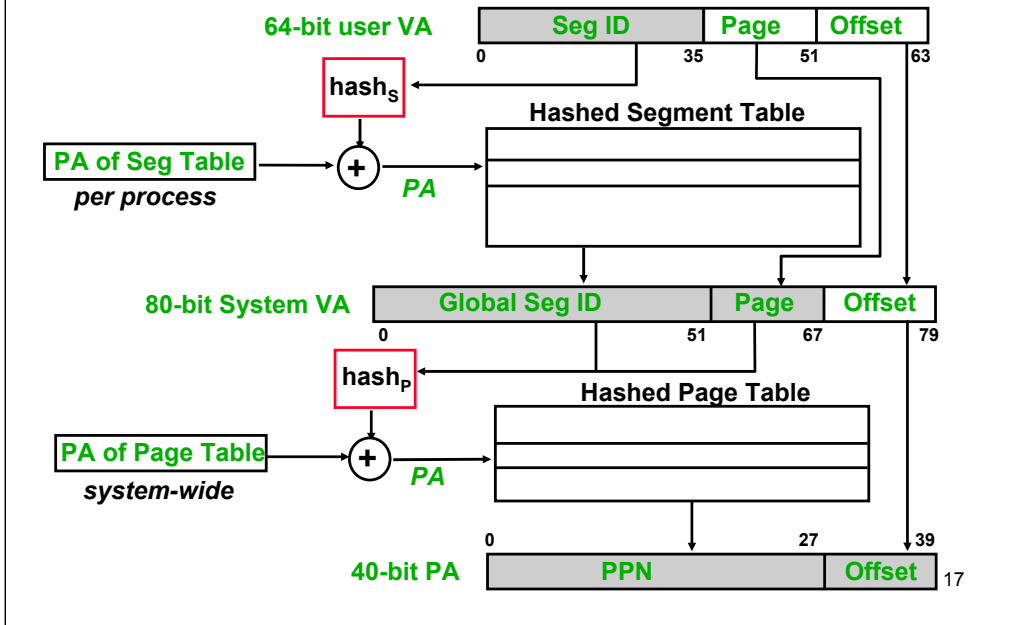 64-bit user VA
Seg ID Page Offset
0 35 51 63
hashS
Hashed Segment Table
PA of Seg Table
+
PA
per process
80-bit System VA
Global Seg ID Page Offset
0 51 67 79
hashP
Hashed Page Table
PA of Page Table
+
PA
system-wide
0 27 39
40-bit PA
PPN Offset
17